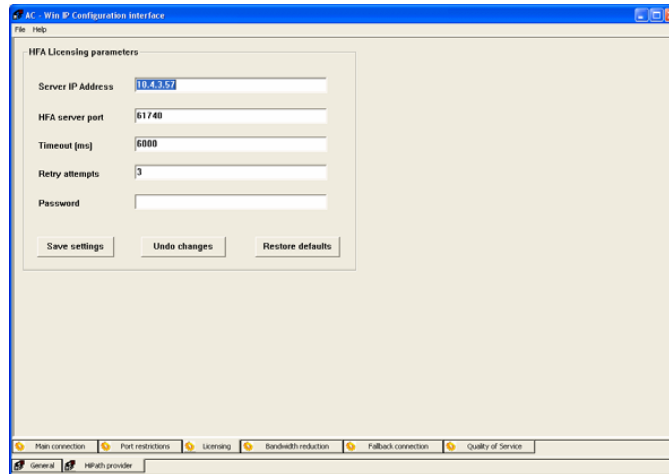 AC - Win IP Configuration interface
File Help
HFA Licensing parameters
Server IP Address 10.4.3.57
HFA server port 61740
Timeout (ms) 6000
Retry attempts 3
Password
Save settings Undo changes Restore defaults
Main connection Port restrictions Licensing Bandwidth reduction Fallback connection Quality of Service
General HiPath provider